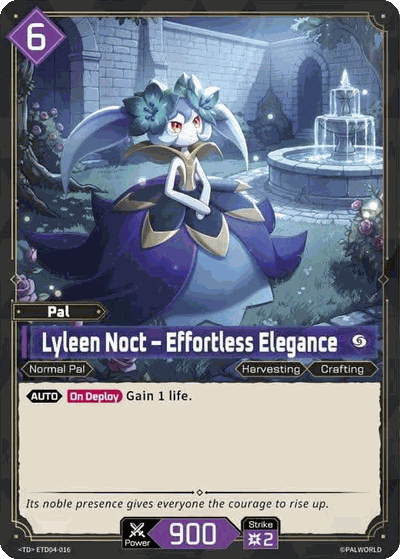 6
Pal
Lyleen Noct – Effortless Elegance
Normal Pal
Harvesting
Crafting
AUTO On Deploy Gain 1 life.
Its noble presence gives everyone the courage to rise up.
Power
900
Strike
2
<TD> ETD04-016
©PALWORLD